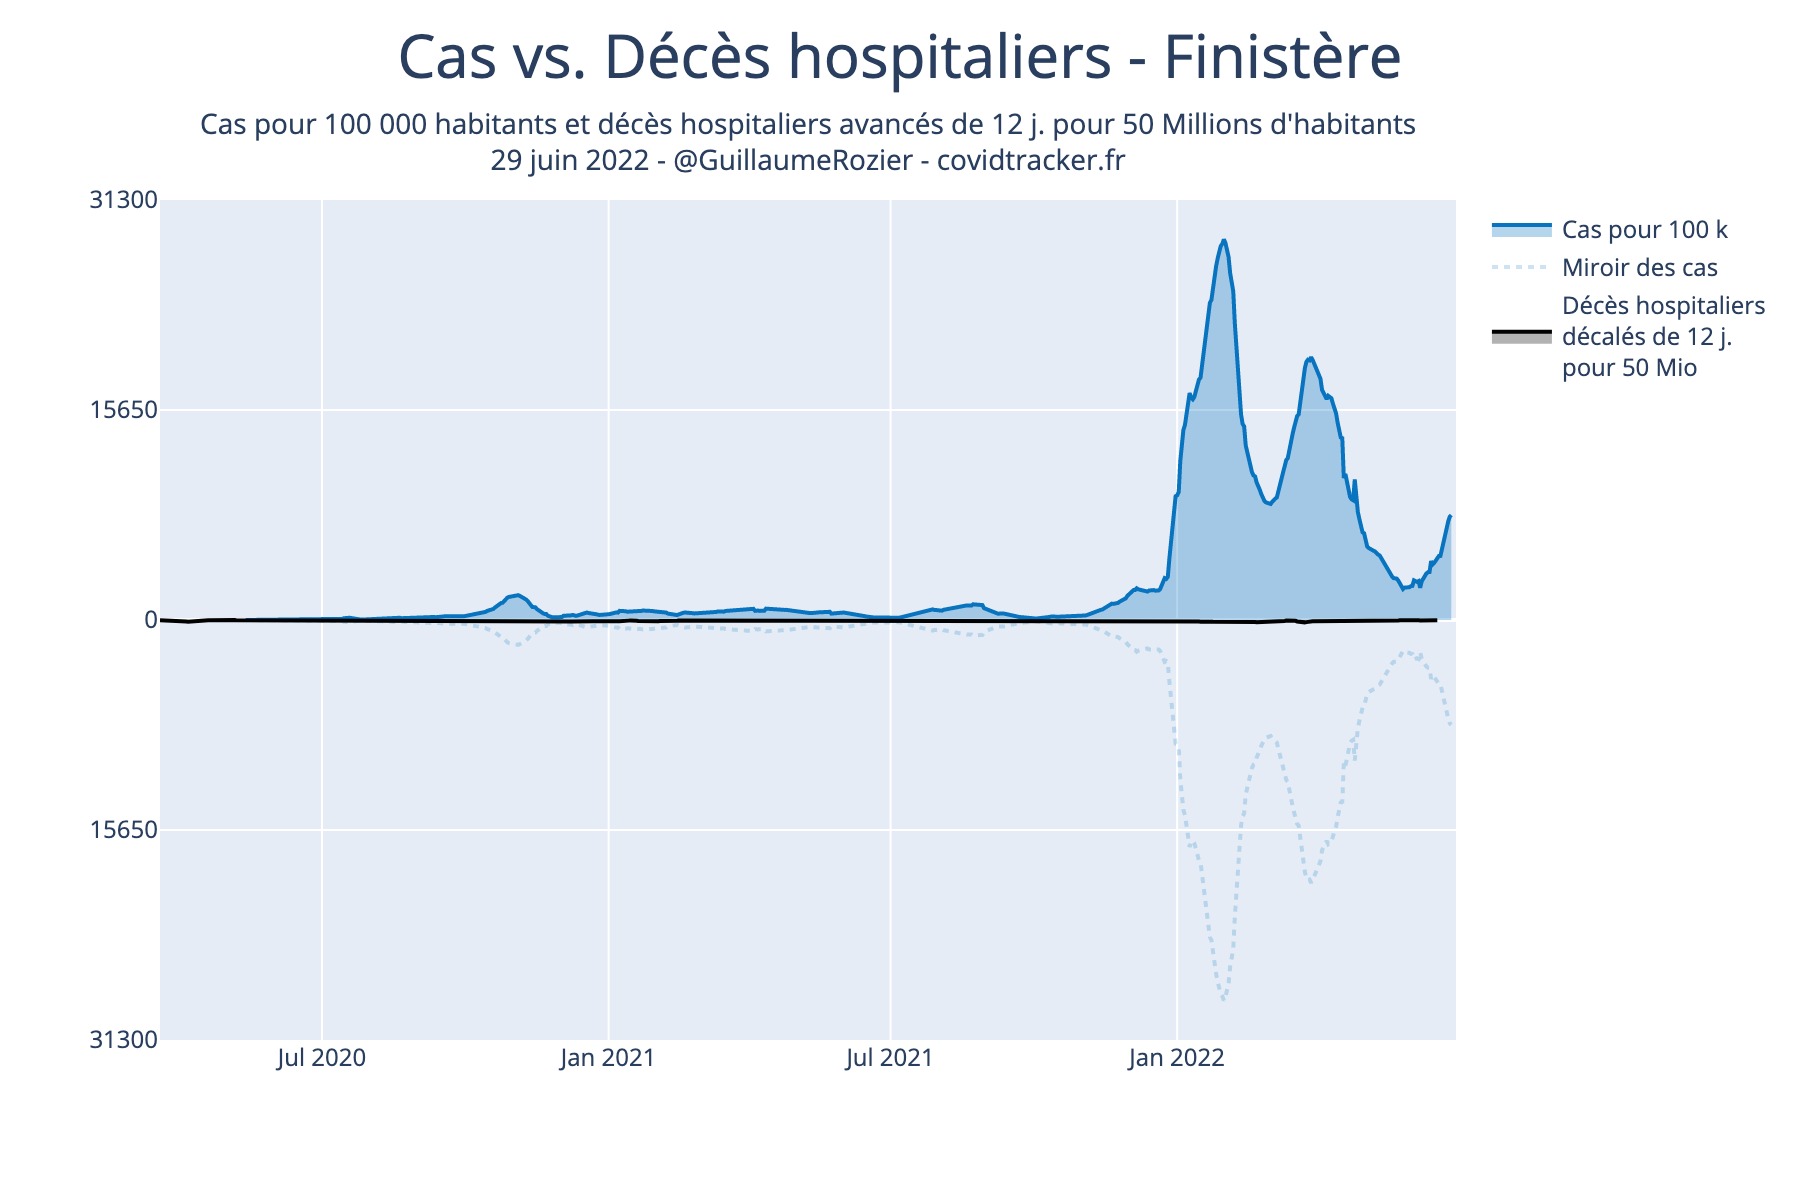 Cas vs. Décès hospitaliers - Finistère
Cas pour 100 000 habitants et décès hospitaliers avancés de 12 j. pour 50 Millions d'habitants
29 juin 2022 - @GuillaumeRozier - covidtracker.fr
31300
15650
0
15650
31300
Jul 2020
Jan 2021
Jul 2021
Jan 2022
Cas pour 100 k
Miroir des cas
Décès hospitaliers
décalés de 12 j.
pour 50 Mio